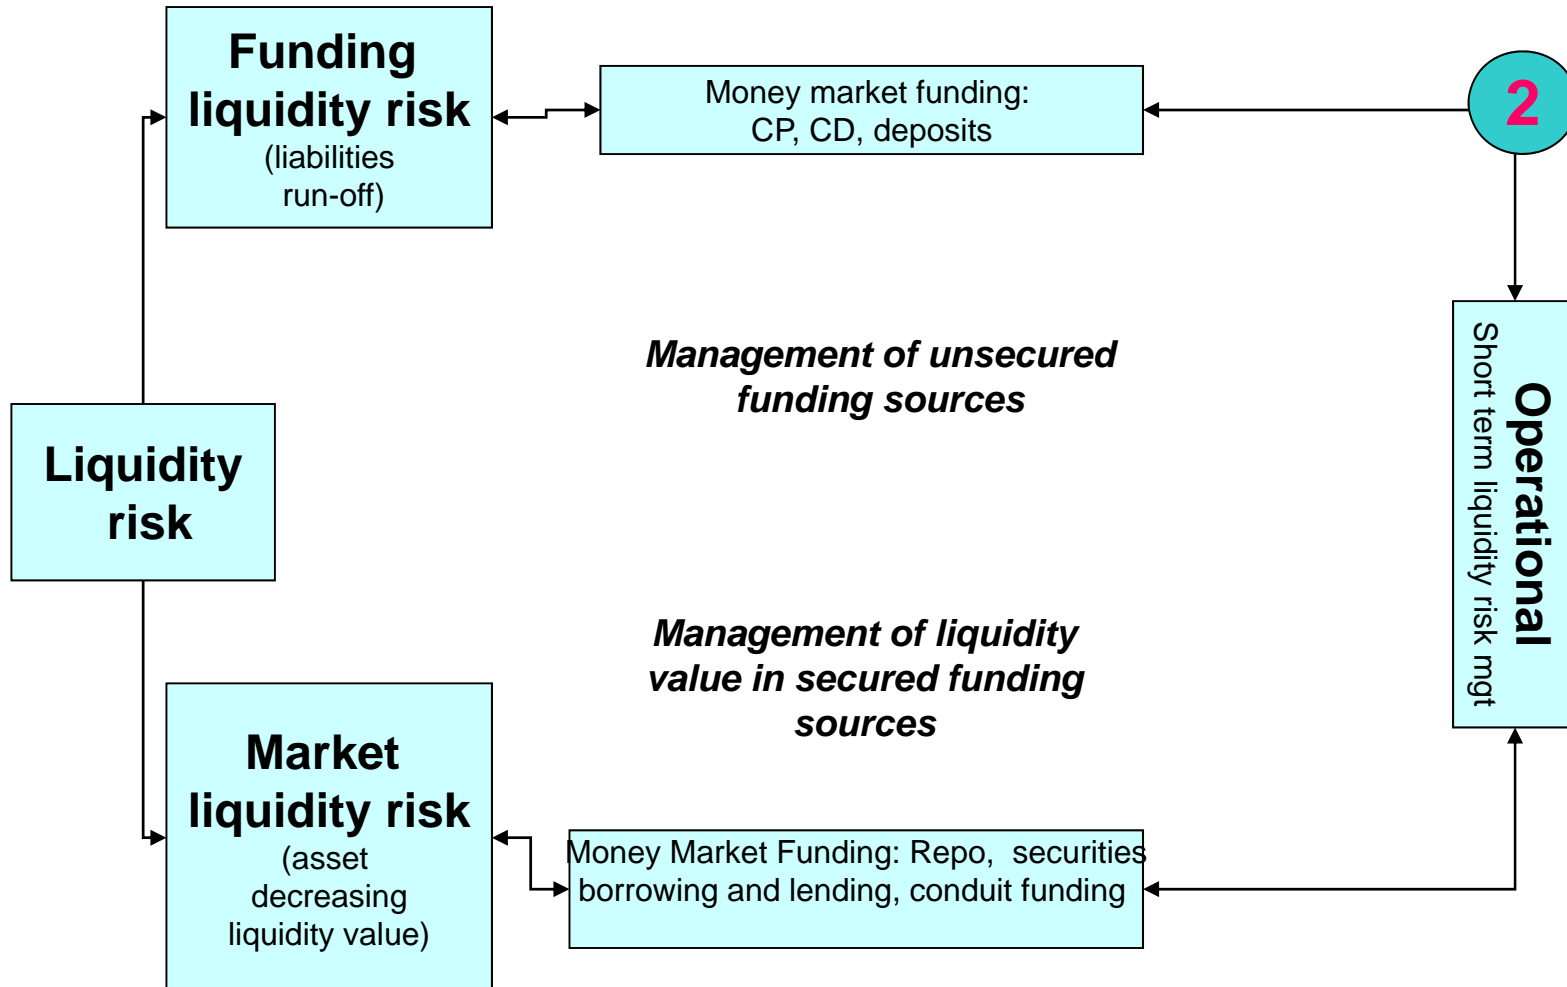 Funding
liquidity risk
(liabilities
run-off)
Money market funding:
CP, CD, deposits
2
Management of unsecured
funding sources
Operational
Short term liquidity risk mgt
Liquidity
risk
Management of liquidity
value in secured funding
sources
Market
liquidity risk
(asset
decreasing
liquidity value)
Money Market Funding: Repo, securities
borrowing and lending, conduit funding